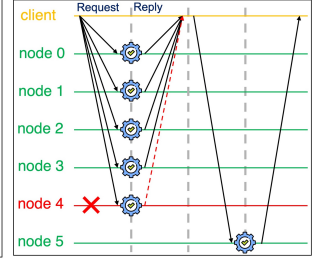 Request Reply
client
node 0
node 1
node 2
node 3
node 4
node 5